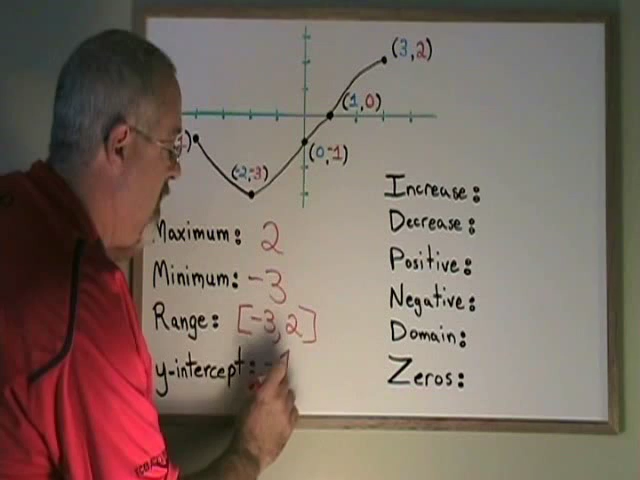 (3,2)
(1,0)
(0,-1)
(-2,-3)
Maximum: 2
Minimum: -3
Range: [-3,2]
y-intercept: -1
Increase:
Decrease:
Positive:
Negative:
Domain:
Zeros: